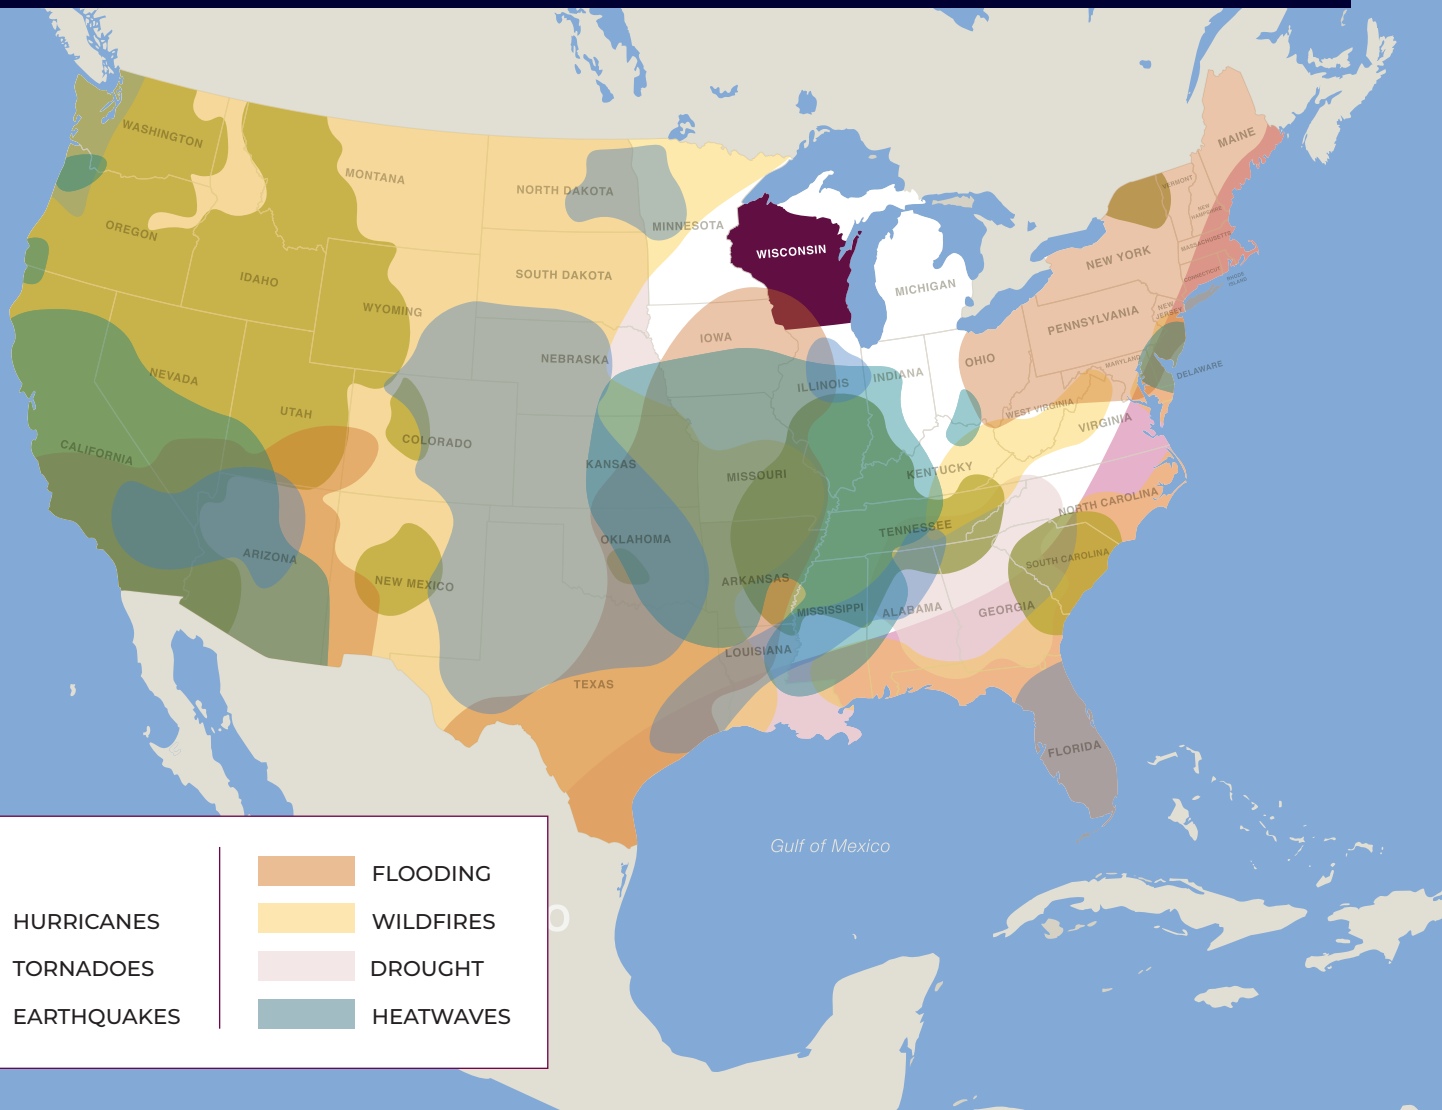 WASHINGTON
MONTANA
NORTH DAKOTA
MINNESOTA
MAINE
VERMONT
NEW
HAMPSHIRE
OREGON
IDAHO
WYOMING
SOUTH DAKOTA
WISCONSIN
MICHIGAN
NEW YORK
MASSACHUSETTS
CONNECTICUT
RHODE
ISLAND
NEVADA
UTAH
NEBRASKA
IOWA
ILLINOIS
INDIANA
OHIO
PENNSYLVANIA
NEW
JERSEY
MARYLAND
DELAWARE
CALIFORNIA
COLORADO
KANSAS
MISSOURI
KENTUCKY
WEST VIRGINIA
VIRGINIA
ARIZONA
NEW MEXICO
OKLAHOMA
ARKANSAS
TENNESSEE
NORTH CAROLINA
SOUTH CAROLINA
TEXAS
LOUISIANA
MISSISSIPPI
ALABAMA
GEORGIA
FLORIDA
Gulf of Mexico
o
HURRICANES
TORNADOES
EARTHQUAKES
FLOODING
WILDFIRES
DROUGHT
HEATWAVES